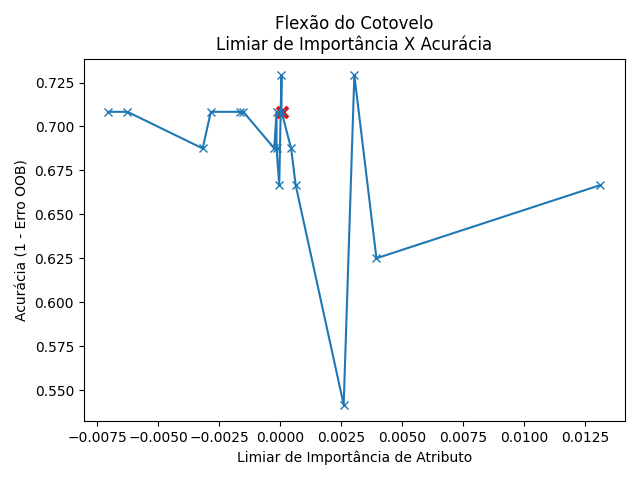 Flexão do Cotovelo
Limiar de Importância X Acurácia
Acurácia (1 - Erro OOB)
0.725
0.700
0.675
0.650
0.625
0.600
0.575
0.550
−0.0075 −0.0050 −0.0025 0.0000 0.0025 0.0050 0.0075 0.0100 0.0125
Limiar de Importância de Atributo